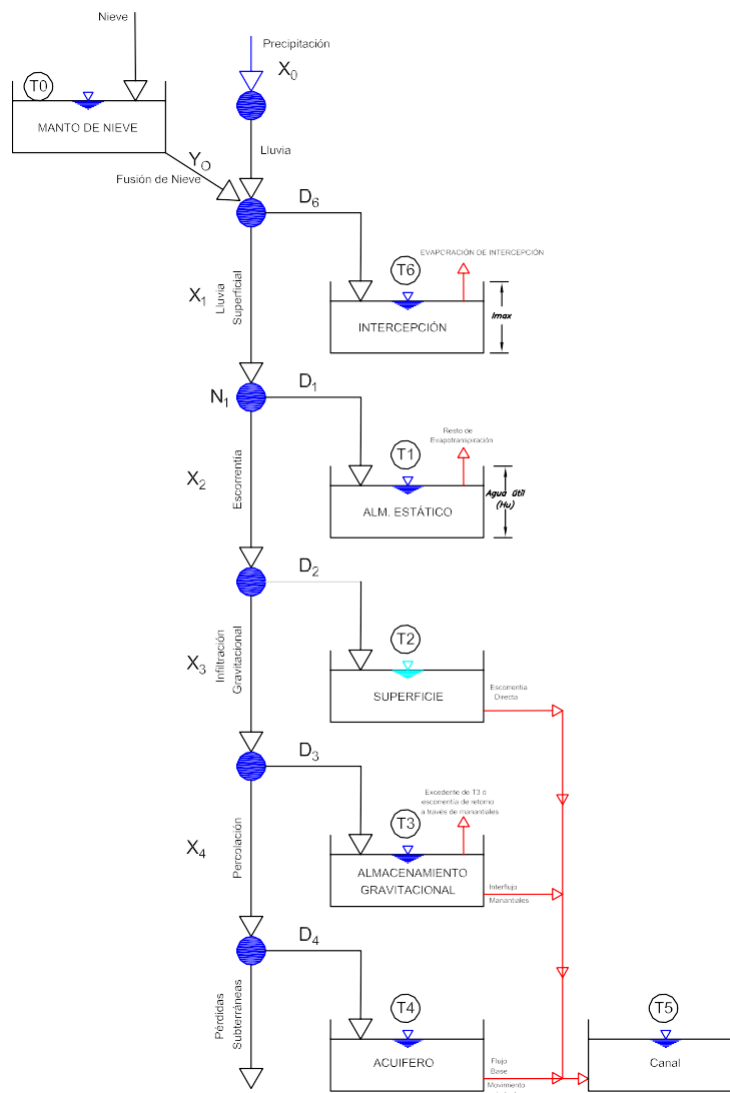 Nieve
Precipitación
X0
T0
MANTO DE NIEVE
Lluvia
YO
Fusión de Nieve
D6
EVAPORACIÓN DE INTERCEPCIÓN
T6
X1
Lluvia
Superficial
Imax
INTERCEPCIÓN
N1
D1
Resto de
Evapotranspiración
T1
X2
Escorrentía
Agua útil
(Hu)
ALM. ESTÁTICO
D2
T2
X3
Infiltración
Gravitacional
SUPERFICIE
Escorrentia
Directa
D3
Excedente de T3 ó
escorrentía de retorno
a través de manantiales
T3
X4
Percolación
ALMACENAMIENTO
GRAVITACIONAL
Interflujo
Manantiales
D4
T4
T5
Pérdidas
Subterráneas
ACUIFERO
Flujo
Base
Canal
Movimiento